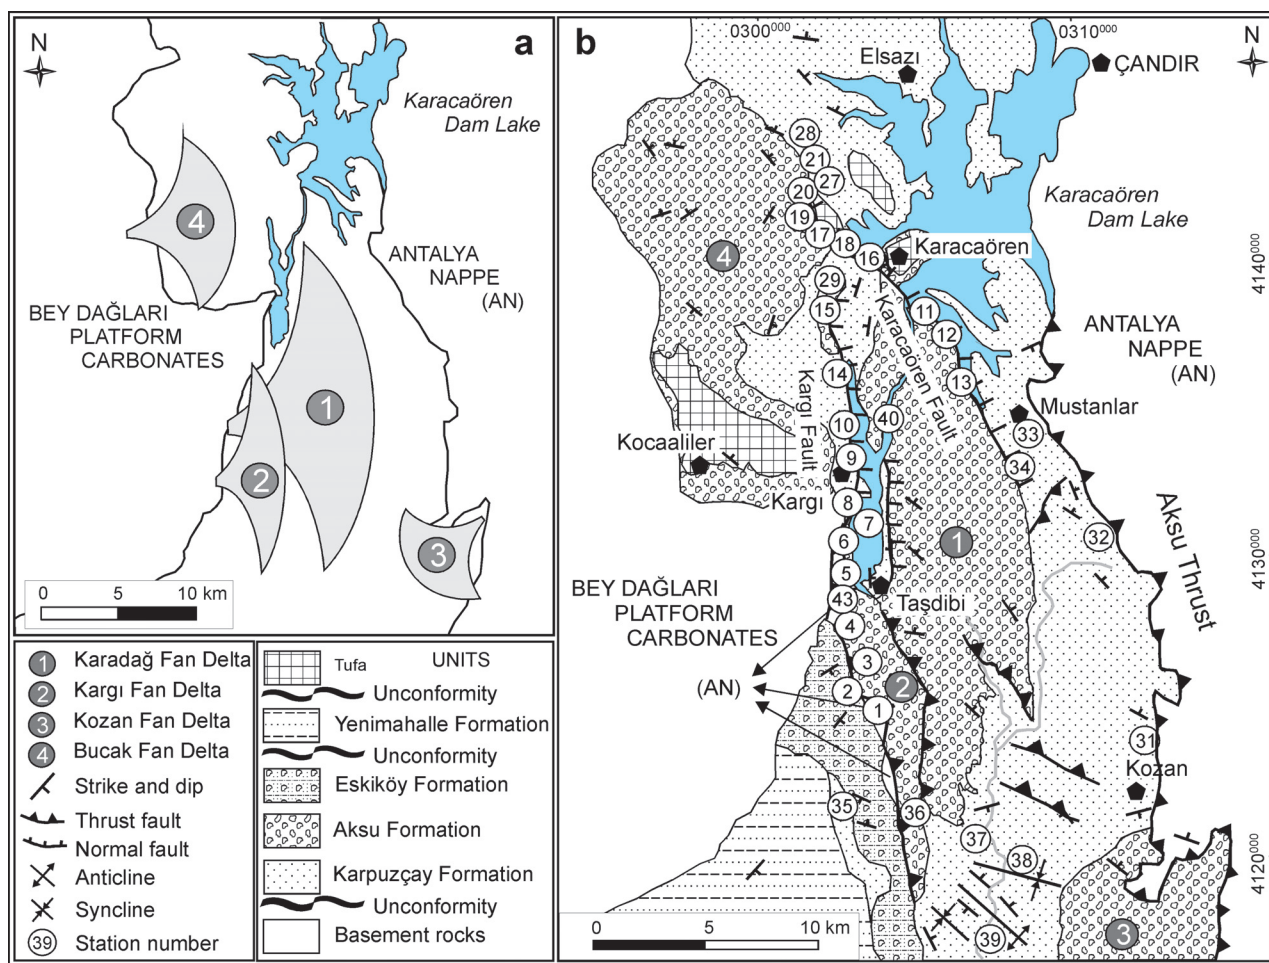 a
N
Karacaören
Dam Lake
4
ANTALYA
NAPPE
(AN)
BEY DAĞLARI
PLATFORM
CARBONATES
1
2
3
0 5 10 km
1 Karadağ Fan Delta
2 Kargı Fan Delta
3 Kozan Fan Delta
4 Bucak Fan Delta
Strike and dip
Thrust fault
Normal fault
Anticline
Syncline
39 Station number
UNITS
Tufa
Unconformity
Yenimahalle Formation
Unconformity
Eskiköy Formation
Aksu Formation
Karpuzçay Formation
Unconformity
Basement rocks
b
0300000
0310000
N
Elsazı
ÇANDIR
28
21
27
20
19
17
18
16
Karacaören
Karacaören
Dam Lake
4140000
4
29
15
11
12
13
Karacaören Fault
ANTALYA
NAPPE
(AN)
14
Kargı Fault
10
40
Mustanlar
33
34
Kocaaliler
9
Kargı
8
7
6
5
1
32
Aksu Thrust
4130000
BEY DAĞLARI
PLATFORM
CARBONATES
43
Taşdibi
4
3
(AN)
2
2
1
31
Kozan
35
36
37
38
4120000
39
3
0 5 10 km